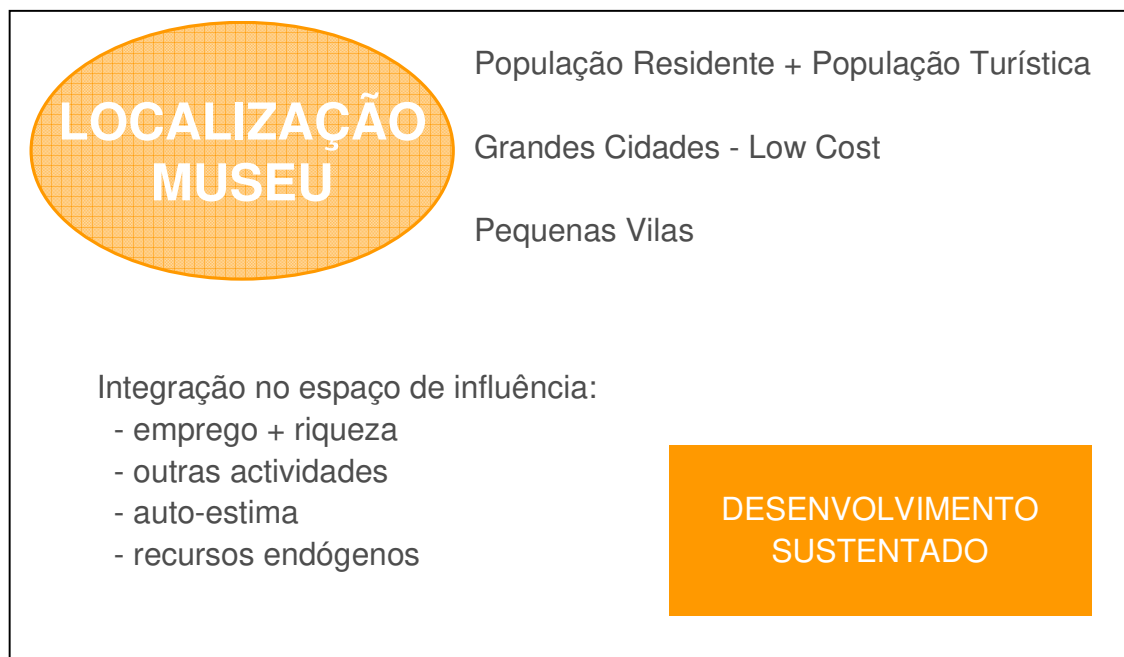 LOCALIZAÇÃO
MUSEU
População Residente + População Turística
Grandes Cidades - Low Cost
Pequenas Vilas
Integração no espaço de influência:
- emprego + riqueza
- outras actividades
- auto-estima
- recursos endógenos
DESENVOLVIMENTO
SUSTENTADO